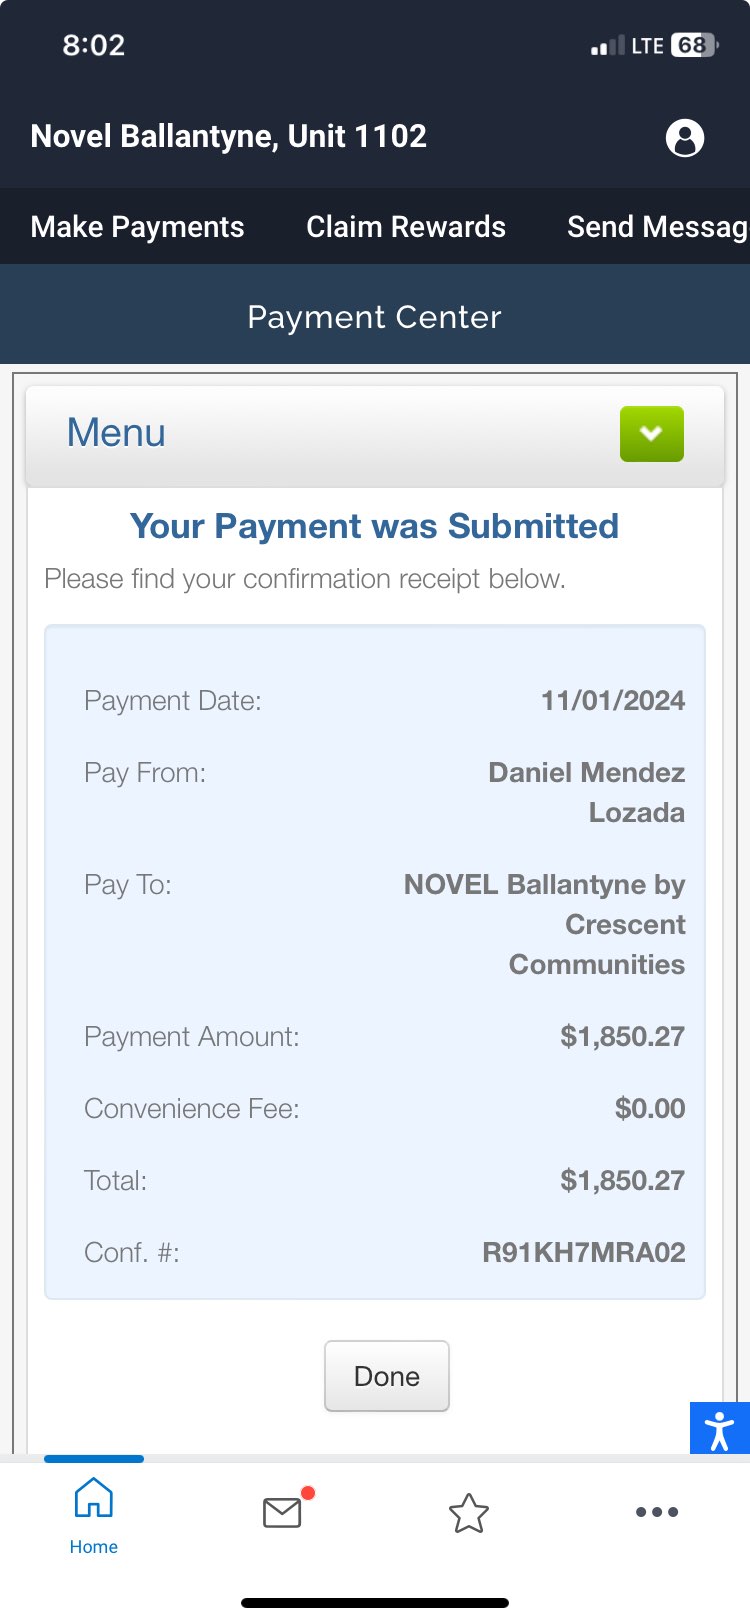 8:02
LTE 68
Novel Ballantyne, Unit 1102
Make Payments Claim Rewards Send Messag
Payment Center
Menu
Your Payment was Submitted
Please find your confirmation receipt below.
Payment Date: 11/01/2024
Pay From: Daniel Mendez
Lozada
Pay To: NOVEL Ballantyne by
Crescent
Communities
Payment Amount: $1,850.27
Convenience Fee: $0.00
Total: $1,850.27
Conf. #: R91KH7MRA02
Done
Home